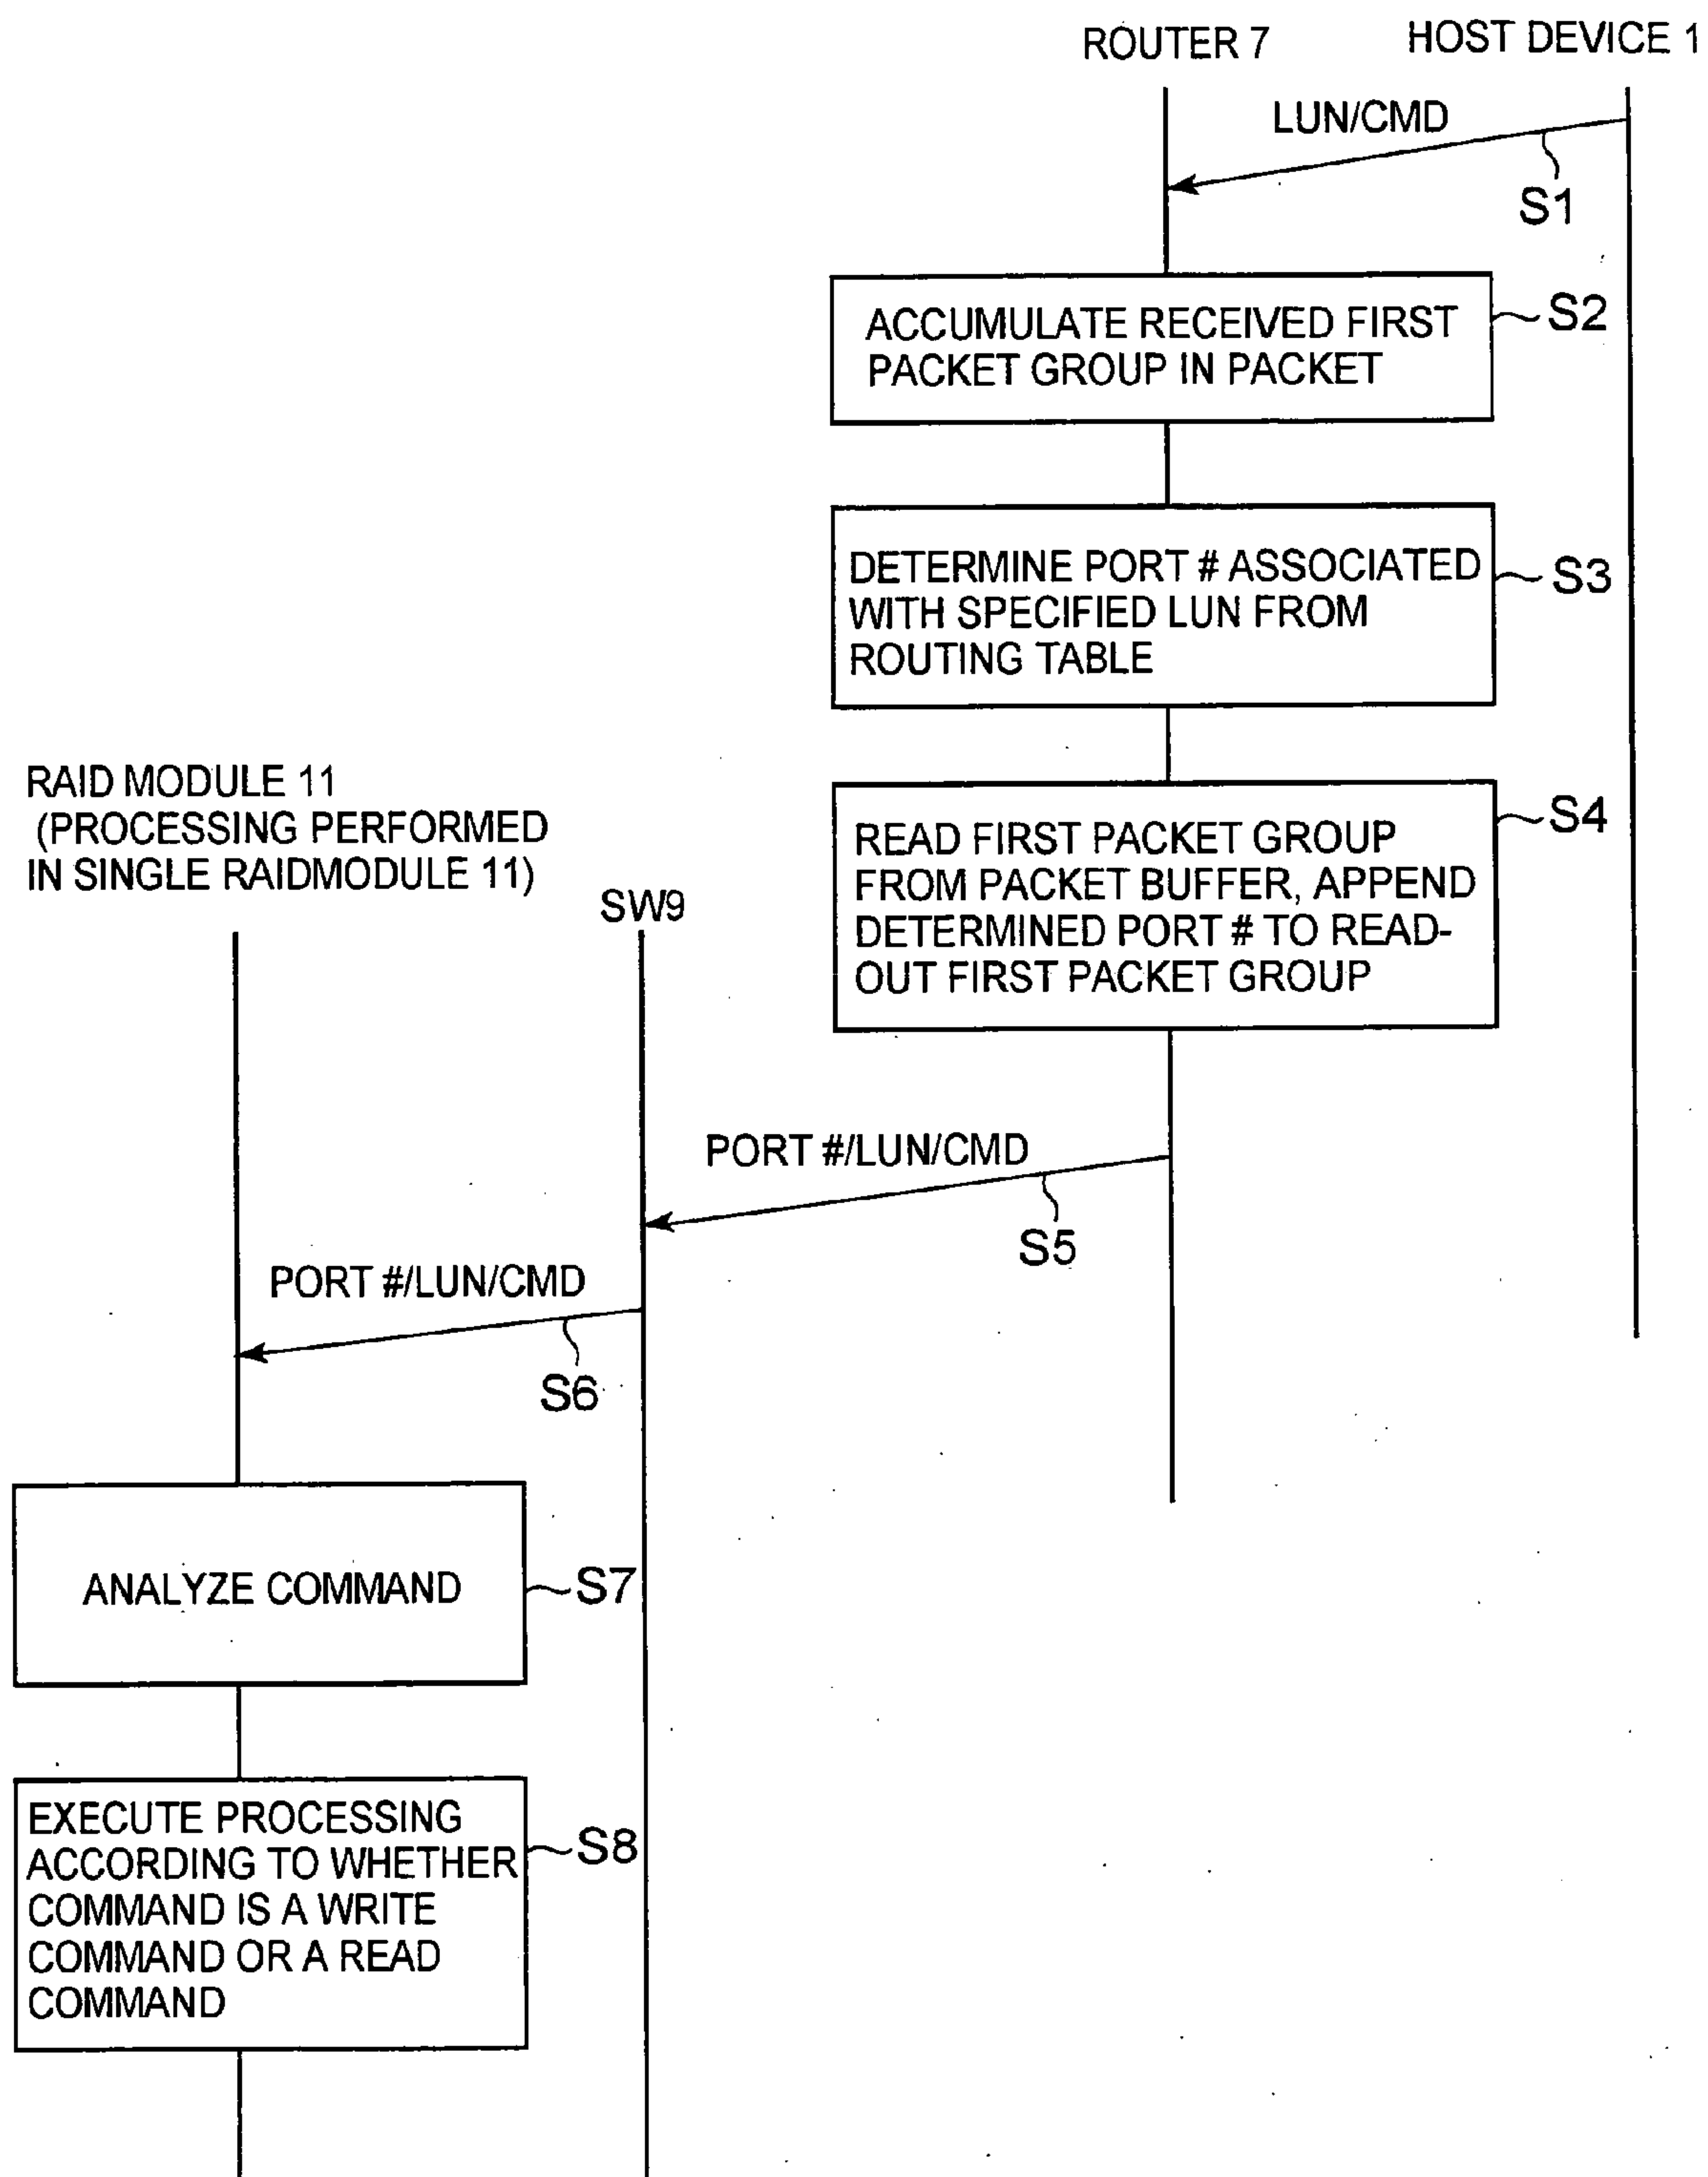 ROUTER 7
HOST DEVICE 1
LUN/CMD
S1
ACCUMULATE RECEIVED FIRST
PACKET GROUP IN PACKET
S2
DETERMINE PORT # ASSOCIATED
WITH SPECIFIED LUN FROM
ROUTING TABLE
S3
RAID MODULE 11
(PROCESSING PERFORMED
IN SINGLE RAIDMODULE 11)
SW9
READ FIRST PACKET GROUP
FROM PACKET BUFFER, APPEND
DETERMINED PORT # TO READ-
OUT FIRST PACKET GROUP
S4
PORT #/LUN/CMD
S5
PORT #/LUN/CMD
S6
ANALYZE COMMAND
S7
EXECUTE PROCESSING
ACCORDING TO WHETHER
COMMAND IS A WRITE
COMMAND OR A READ
COMMAND
S8